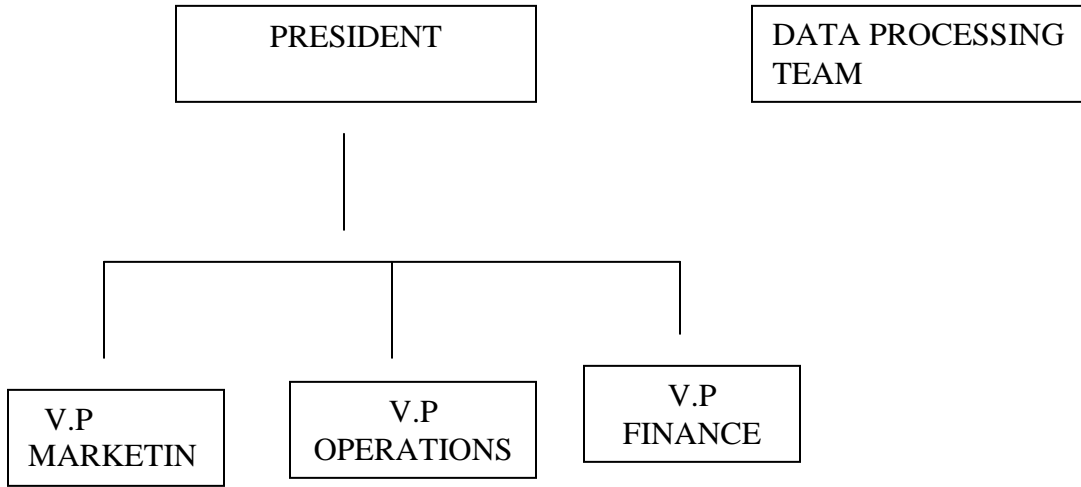 PRESIDENT
DATA PROCESSING
TEAM
V.P
MARKETIN
V.P
OPERATIONS
V.P
FINANCE